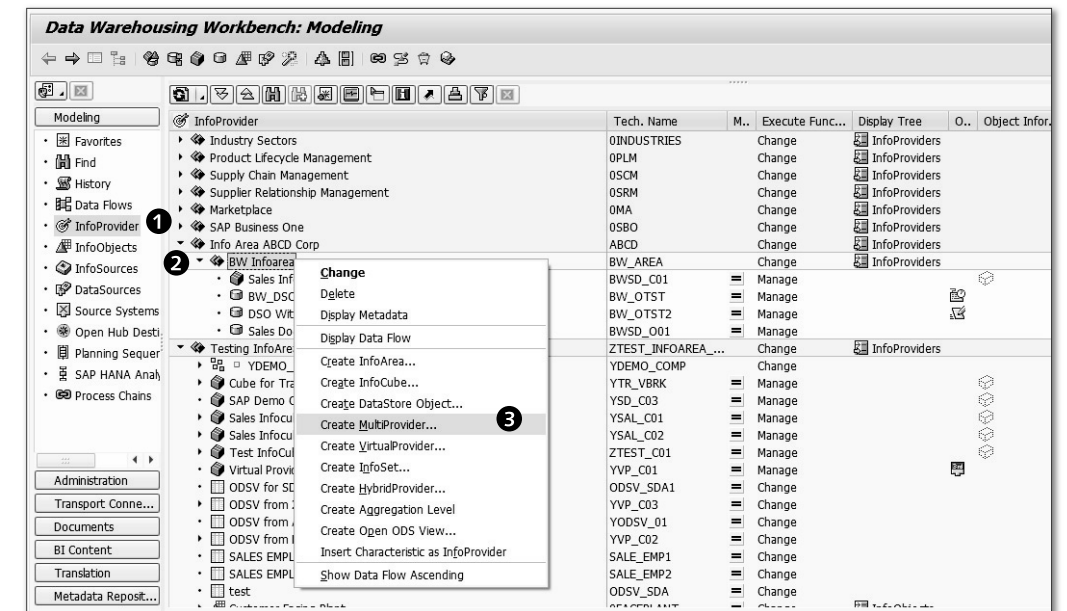 Data Warehousing Workbench: Modeling
Modeling
Favorites
Find
History
Data Flows
InfoProvider
InfoObjects
InfoSources
DataSources
Source Systems
Open Hub Desti
Planning Sequer
SAP HANA Analy
Process Chains
Administration
Transport Conne...
Documents
BI Content
Translation
Metadata Reposit...
1
2
3
InfoProvider Tech. Name M.. Execute Func... Display Tree O.. Object Infor.
Industry Sectors 0INDUSTRIES Change InfoProviders
Product Lifecycle Management 0PLM Change InfoProviders
Supply Chain Management 0SCM Change InfoProviders
Supplier Relationship Management 0SRM Change InfoProviders
Marketplace 0MA Change InfoProviders
SAP Business One 0SBO Change InfoProviders
Info Area ABCD Corp ABCD Change InfoProviders
BW Infoarea BW_AREA Change InfoProviders
Sales Inf BWSD_C01 = Manage
BW_DSO BW_OTST = Manage
DSO Wit BW_OTST2 = Manage
Sales Do BWSD_O01 = Manage
Testing InfoArea ZTEST_INFOAREA_... Change InfoProviders
YDEMO_ YDEMO_COMP Change
Cube for Tra YTR_VBRK = Manage
SAP Demo C YSD_C03 = Manage
Sales Infocu YSAL_C01 = Manage
Sales Infocu YSAL_C02 = Manage
Test InfoCub ZTEST_C01 = Manage
Virtual Provid YVP_C01 = Manage
ODSV for SD ODSV_SDA1 = Change
ODSV from YVP_C03 = Change
ODSV from YODSV_01 = Change
ODSV from YVP_C02 = Change
SALES EMPL SALE_EMP1 = Change
SALES EMPL SALE_EMP2 = Change
test ODSV_SDA = Change
Change
Delete
Display Metadata
Display Data Flow
Create InfoArea...
Create InfoCube...
Create DataStore Object...
Create MultiProvider...
Create VirtualProvider...
Create InfoSet...
Create HybridProvider...
Create Aggregation Level
Create Open ODS View...
Insert Characteristic as InfoProvider
Show Data Flow Ascending